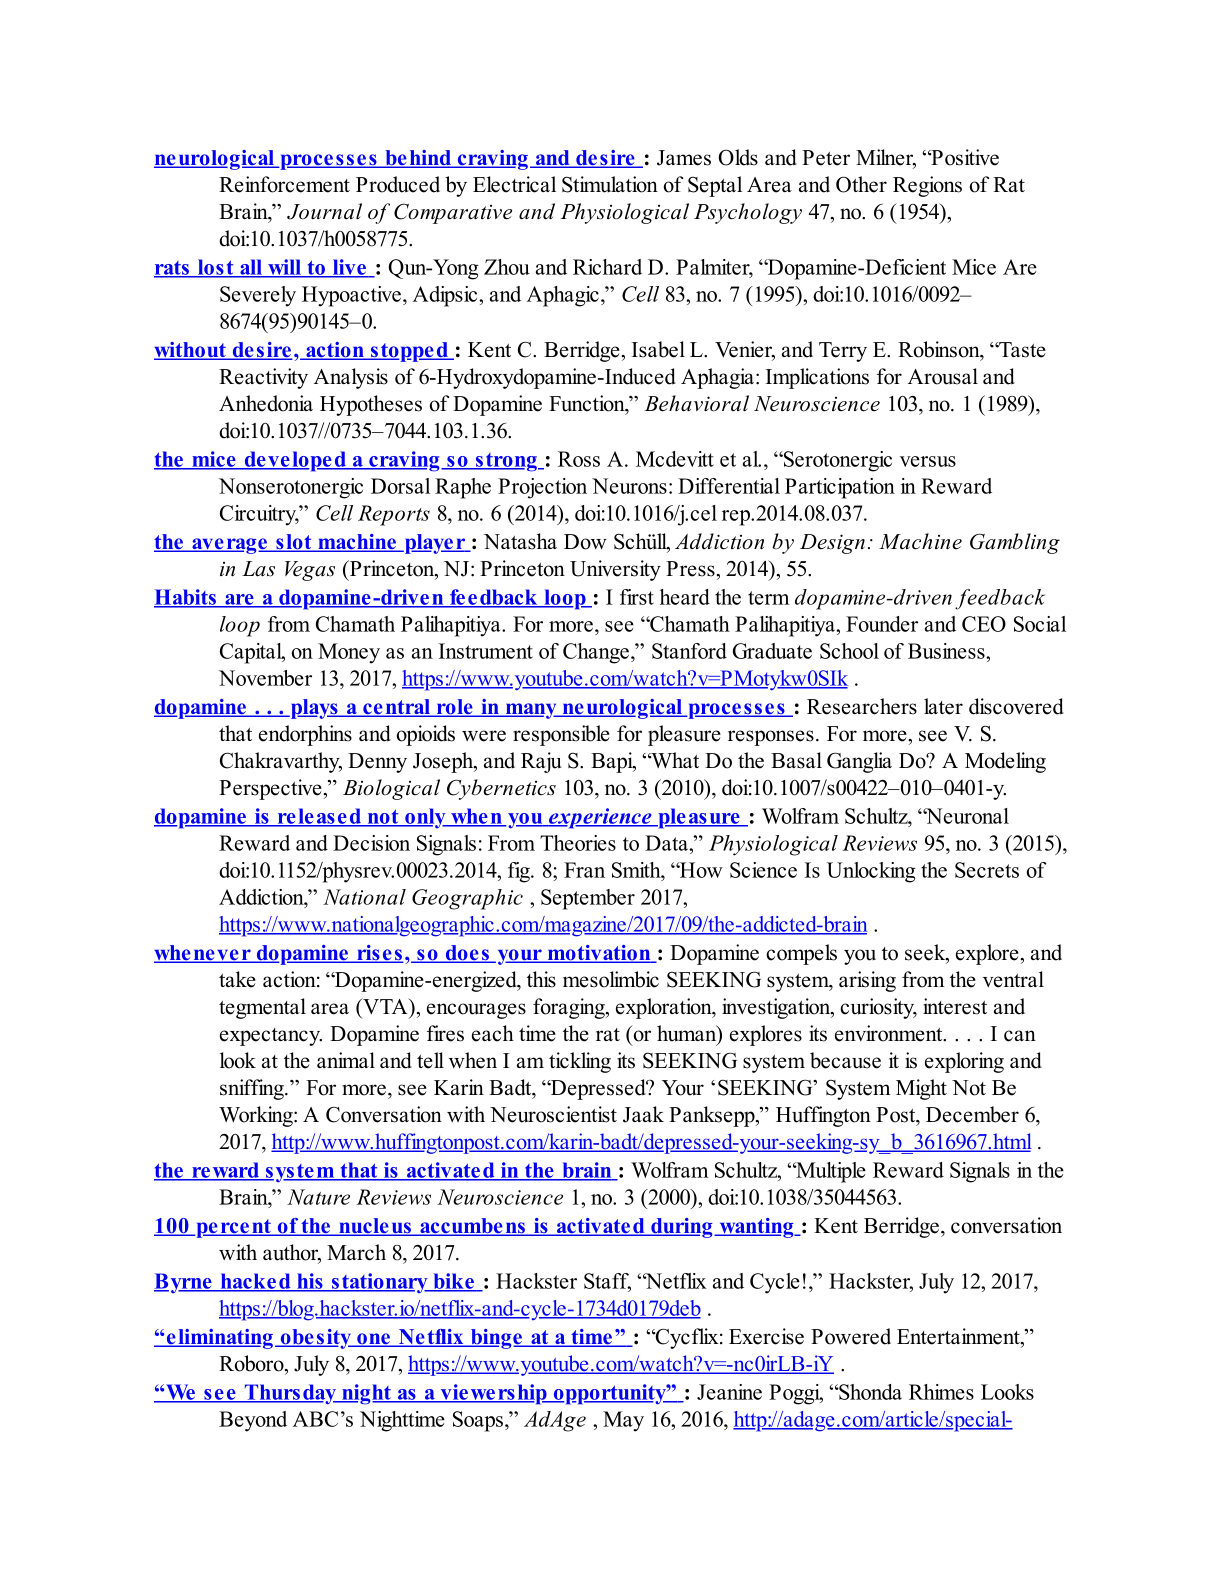 neurological processes behind craving and desire : James Olds and Peter Milner, “Positive
Reinforcement Produced by Electrical Stimulation of Septal Area and Other Regions of Rat
Brain,” Journal of Comparative and Physiological Psychology 47, no. 6 (1954),
doi:10.1037/h0058775.
rats lost all will to live : Qun-Yong Zhou and Richard D. Palmiter, “Dopamine-Deficient Mice Are
Severely Hypoactive, Adipsic, and Aphagic,” Cell 83, no. 7 (1995), doi:10.1016/0092–
8674(95)90145–0.
without desire, action stopped : Kent C. Berridge, Isabel L. Venier, and Terry E. Robinson, “Taste
Reactivity Analysis of 6-Hydroxydopamine-Induced Aphagia: Implications for Arousal and
Anhedonia Hypotheses of Dopamine Function,” Behavioral Neuroscience 103, no. 1 (1989),
doi:10.1037//0735–7044.103.1.36.
the mice developed a craving so strong : Ross A. Mcdevitt et al., “Serotonergic versus
Nonserotonergic Dorsal Raphe Projection Neurons: Differential Participation in Reward
Circuitry,” Cell Reports 8, no. 6 (2014), doi:10.1016/j.cel rep.2014.08.037.
the average slot machine player : Natasha Dow Schüll, Addiction by Design: Machine Gambling
in Las Vegas (Princeton, NJ: Princeton University Press, 2014), 55.
Habits are a dopamine-driven feedback loop : I first heard the term dopamine-driven feedback
loop from Chamath Palihapitiya. For more, see “Chamath Palihapitiya, Founder and CEO Social
Capital, on Money as an Instrument of Change,” Stanford Graduate School of Business,
November 13, 2017, https://www.youtube.com/watch?v=PMotykw0SIk .
dopamine . . . plays a central role in many neurological processes : Researchers later discovered
that endorphins and opioids were responsible for pleasure responses. For more, see V. S.
Chakravarthy, Denny Joseph, and Raju S. Bapi, “What Do the Basal Ganglia Do? A Modeling
Perspective,” Biological Cybernetics 103, no. 3 (2010), doi:10.1007/s00422–010–0401-y.
dopamine is released not only when you experience pleasure : Wolfram Schultz, “Neuronal
Reward and Decision Signals: From Theories to Data,” Physiological Reviews 95, no. 3 (2015),
doi:10.1152/physrev.00023.2014, fig. 8; Fran Smith, “How Science Is Unlocking the Secrets of
Addiction,” National Geographic , September 2017,
https://www.nationalgeographic.com/magazine/2017/09/the-addicted-brain .
whenever dopamine rises, so does your motivation : Dopamine compels you to seek, explore, and
take action: “Dopamine-energized, this mesolimbic SEEKING system, arising from the ventral
tegmental area (VTA), encourages foraging, exploration, investigation, curiosity, interest and
expectancy. Dopamine fires each time the rat (or human) explores its environment. . . . I can
look at the animal and tell when I am tickling its SEEKING system because it is exploring and
sniffing.” For more, see Karin Badt, “Depressed? Your ‘SEEKING’ System Might Not Be
Working: A Conversation with Neuroscientist Jaak Panksepp,” Huffington Post, December 6,
2017, http://www.huffingtonpost.com/karin-badt/depressed-your-seeking-sy_b_3616967.html .
the reward system that is activated in the brain : Wolfram Schultz, “Multiple Reward Signals in the
Brain,” Nature Reviews Neuroscience 1, no. 3 (2000), doi:10.1038/35044563.
100 percent of the nucleus accumbens is activated during wanting : Kent Berridge, conversation
with author, March 8, 2017.
Byrne hacked his stationary bike : Hackster Staff, “Netflix and Cycle!,” Hackster, July 12, 2017,
https://blog.hackster.io/netflix-and-cycle-1734d0179deb .
“eliminating obesity one Netflix binge at a time” : “Cycflix: Exercise Powered Entertainment,”
Roboro, July 8, 2017, https://www.youtube.com/watch?v=-nc0irLB-iY .
“We see Thursday night as a viewership opportunity” : Jeanine Poggi, “Shonda Rhimes Looks
Beyond ABC’s Nighttime Soaps,” AdAge , May 16, 2016, http://adage.com/article/special-